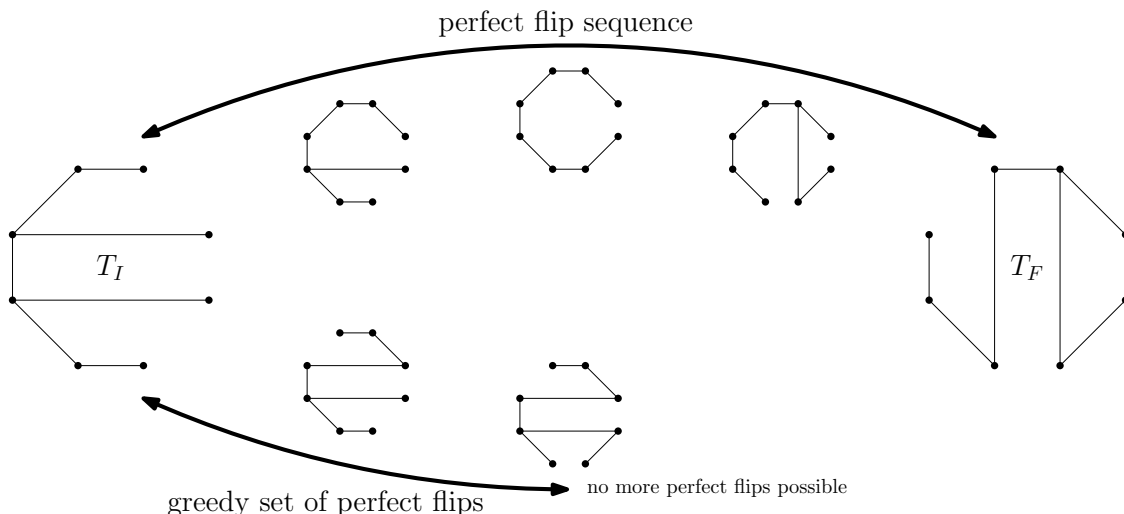 perfect flip sequence
T_I
T_F
no more perfect flips possible
greedy set of perfect flips